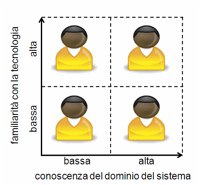 familiarità con la tecnologia
alta
bassa
bassa alta
conoscenza del dominio del sistema